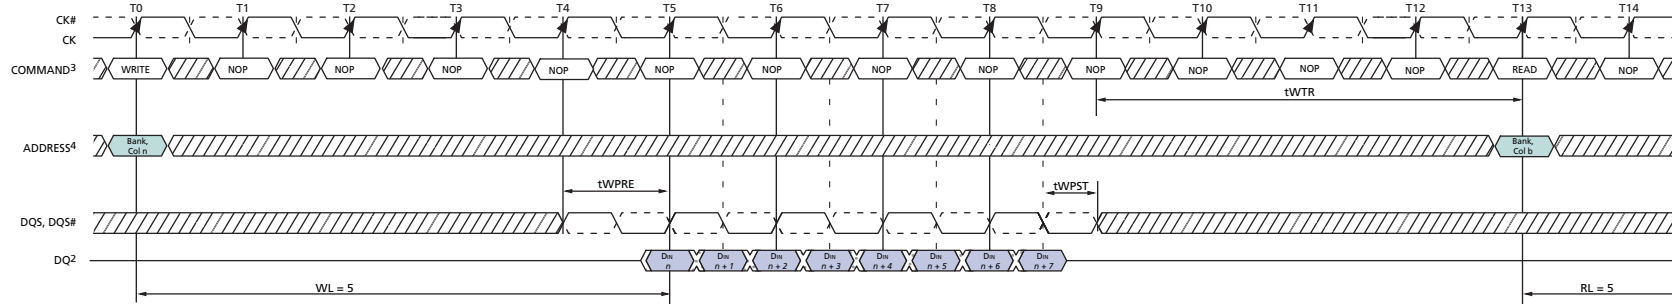 T0 T1 T2 T3 T4 T5 T6 T7 T8 T9 T10 T11 T12 T13 T14
CK#
CK
COMMAND3 WRITE NOP NOP NOP NOP NOP NOP NOP NOP NOP NOP NOP NOP READ NOP
tWTR
ADDRESS4 Bank, Col n Bank, Col b
tWPRE tWPST
DQS, DQS#
DQ2 DIN n DIN n + 1 DIN n + 2 DIN n + 3 DIN n + 4 DIN n + 5 DIN n + 6 DIN n + 7
WL = 5 RL = 5